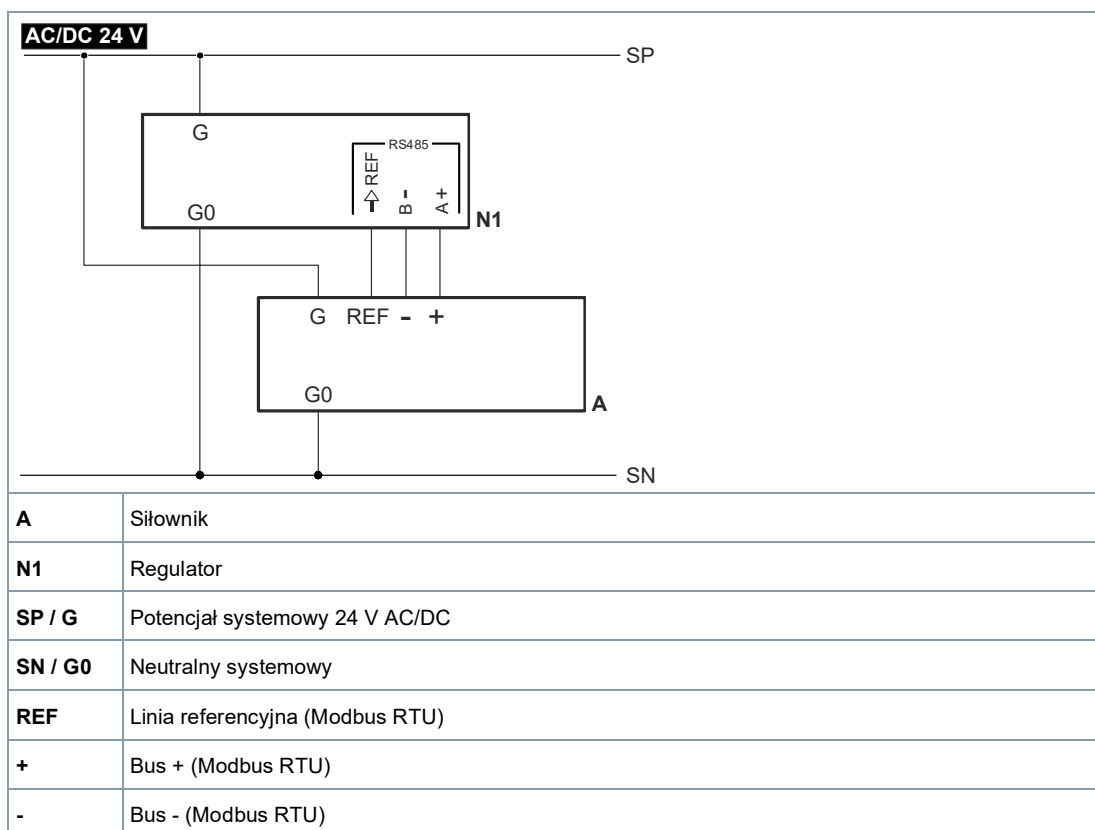 AC/DC 24 V
SP
G
RS485
REF
B -
A +
G0
N1
G REF - +
G0
A
SN
A Siłownik
N1 Regulator
SP / G Potencjał systemowy 24 V AC/DC
SN / G0 Neutralny systemowy
REF Linia referencyjna (Modbus RTU)
+ Bus + (Modbus RTU)
- Bus - (Modbus RTU)